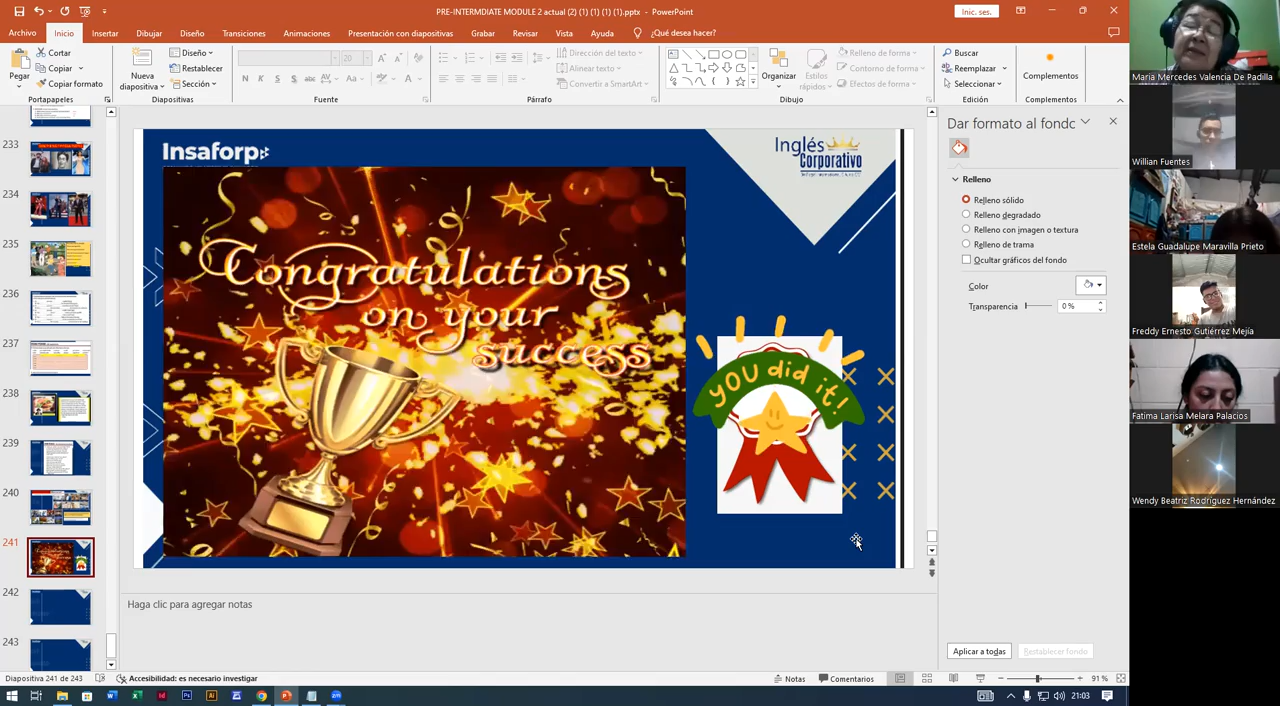 PRE-INTERMDIATE MODULE 2 actual (2) (1) (1) (1).pptx - PowerPoint
Inic. ses.
Archivo Inicio Insertar Dibujar Diseño Transiciones Animaciones Presentación con diapositivas Grabar Revisar Vista Ayuda ¿Qué desea hacer?
Pegar
Cortar
Copiar
Copiar formato
Portapapeles
Nueva diapositiva
Diseño
Restablecer
Sección
Diapositivas
20
N K S S abc AV Aa A
Fuente
Dirección del texto
Alinear texto
Convertir a SmartArt
Párrafo
Organizar
Estilos rápidos
Relleno de forma
Contorno de forma
Efectos de forma
Dibujo
Buscar
Reemplazar
Seleccionar
Edición
Complementos
Complementos
233
234
235
236
237
238
239
240
241
242
243
Insaforp
Inglés
Corporativo
Congratulations
on your
success
you did it!
Haga clic para agregar notas
Dar formato al fondo
Relleno
Relleno sólido
Relleno degradado
Relleno con imagen o textura
Relleno de trama
Ocultar gráficos del fondo
Color
Transparencia 0 %
Aplicar a todas
Restablecer fondo
Maria Mercedes Valencia De Padilla
Willian Fuentes
Estela Guadalupe Maravilla Prieto
Freddy Ernesto Gutiérrez Mejía
Fatima Larisa Melara Palacios
Wendy Beatriz Rodríguez Hernández
Diapositiva 241 de 243
Accesibilidad: es necesario investigar
Notas
Comentarios
91 %
21:03